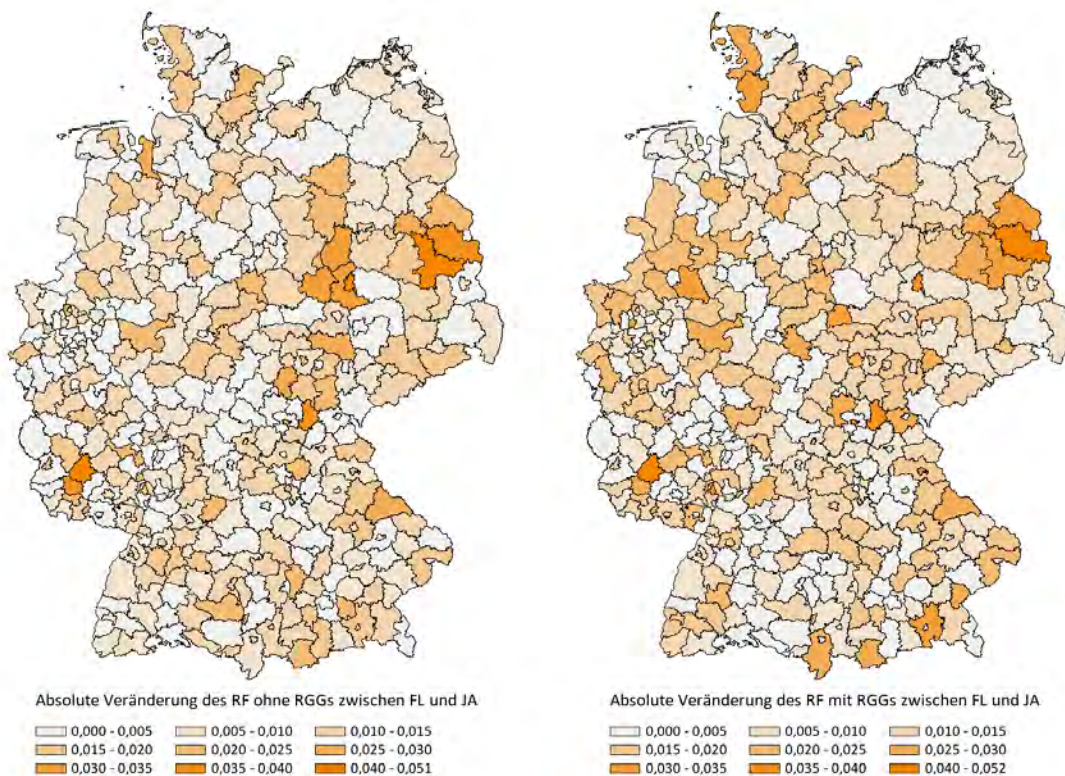 Absolute Veränderung des RF ohne RGGs zwischen FL und JA
0,000 - 0,005 0,005 - 0,010 0,010 - 0,015
0,015 - 0,020 0,020 - 0,025 0,025 - 0,030
0,030 - 0,035 0,035 - 0,040 0,040 - 0,051
Absolute Veränderung des RF mit RGGs zwischen FL und JA
0,000 - 0,005 0,005 - 0,010 0,010 - 0,015
0,015 - 0,020 0,020 - 0,025 0,025 - 0,030
0,030 - 0,035 0,035 - 0,040 0,040 - 0,052